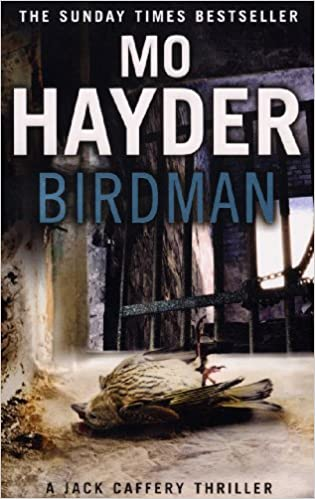 THE SUNDAY TIMES BESTSELLER
MO
HAYDER
BIRDMAN
A JACK CAFFERY THRILLER